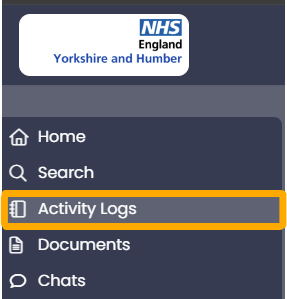 NHS
England
Yorkshire and Humber
Home
Search
Activity Logs
Documents
Chats